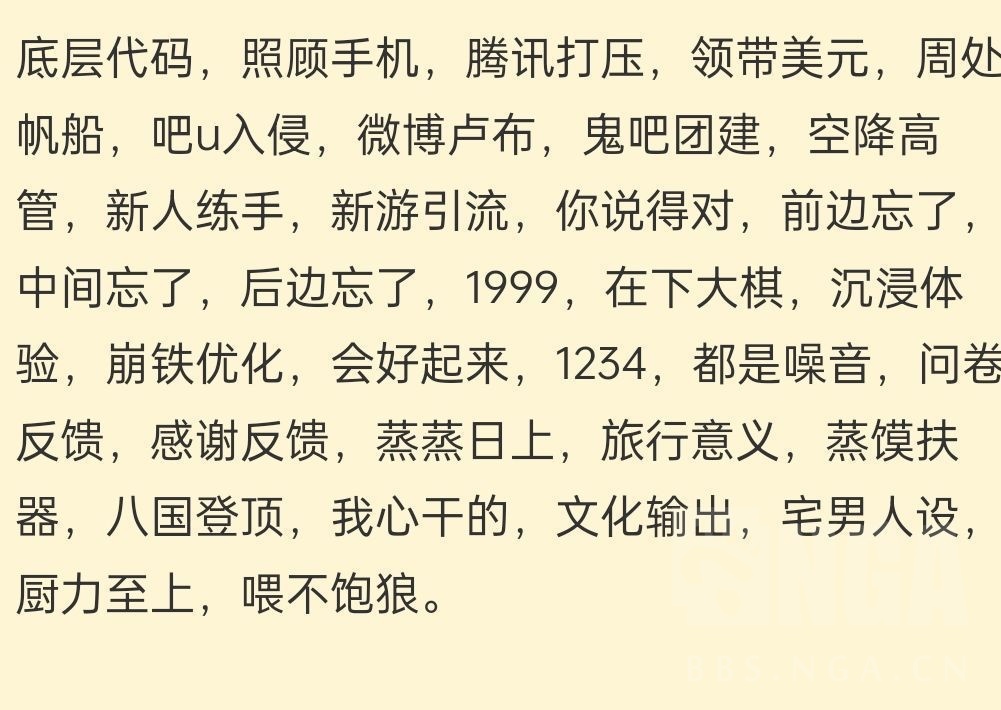 底层代码，照顾手机，腾讯打压，领带美元，周处
帆船，吧u入侵，微博卢布，鬼吧团建，空降高
管，新人练手，新游引流，你说得对，前边忘了，
中间忘了，后边忘了，1999，在下大棋，沉浸体
验，崩铁优化，会好起来，1234，都是噪音，问卷
反馈，感谢反馈，蒸蒸日上，旅行意义，蒸馍扶
器，八国登顶，我心干的，文化输出，宅男人设，
厨力至上，喂不饱狼。
NGA
BBS.NGA.CN